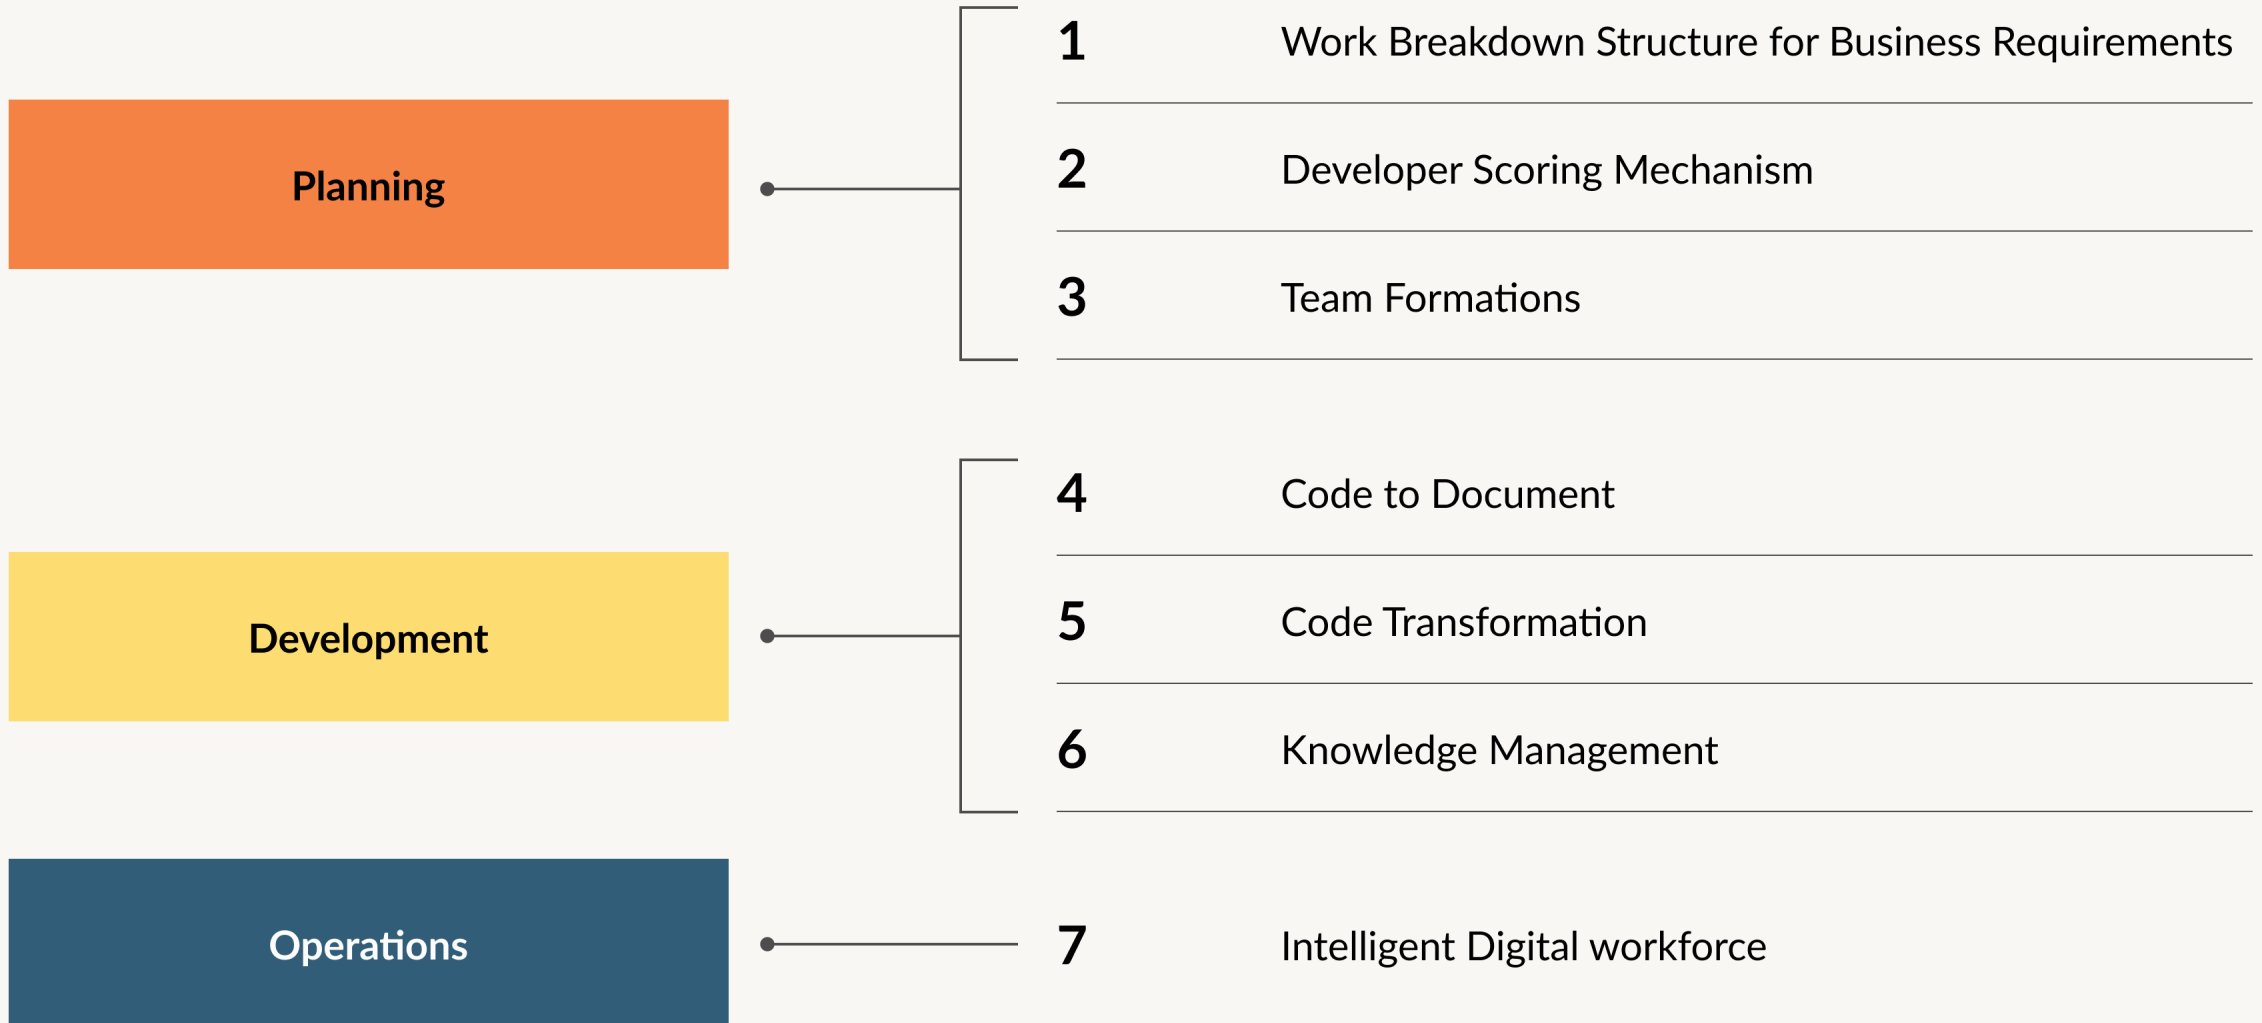 Planning
1 Work Breakdown Structure for Business Requirements
2 Developer Scoring Mechanism
3 Team Formations
Development
4 Code to Document
5 Code Transformation
6 Knowledge Management
Operations
7 Intelligent Digital workforce